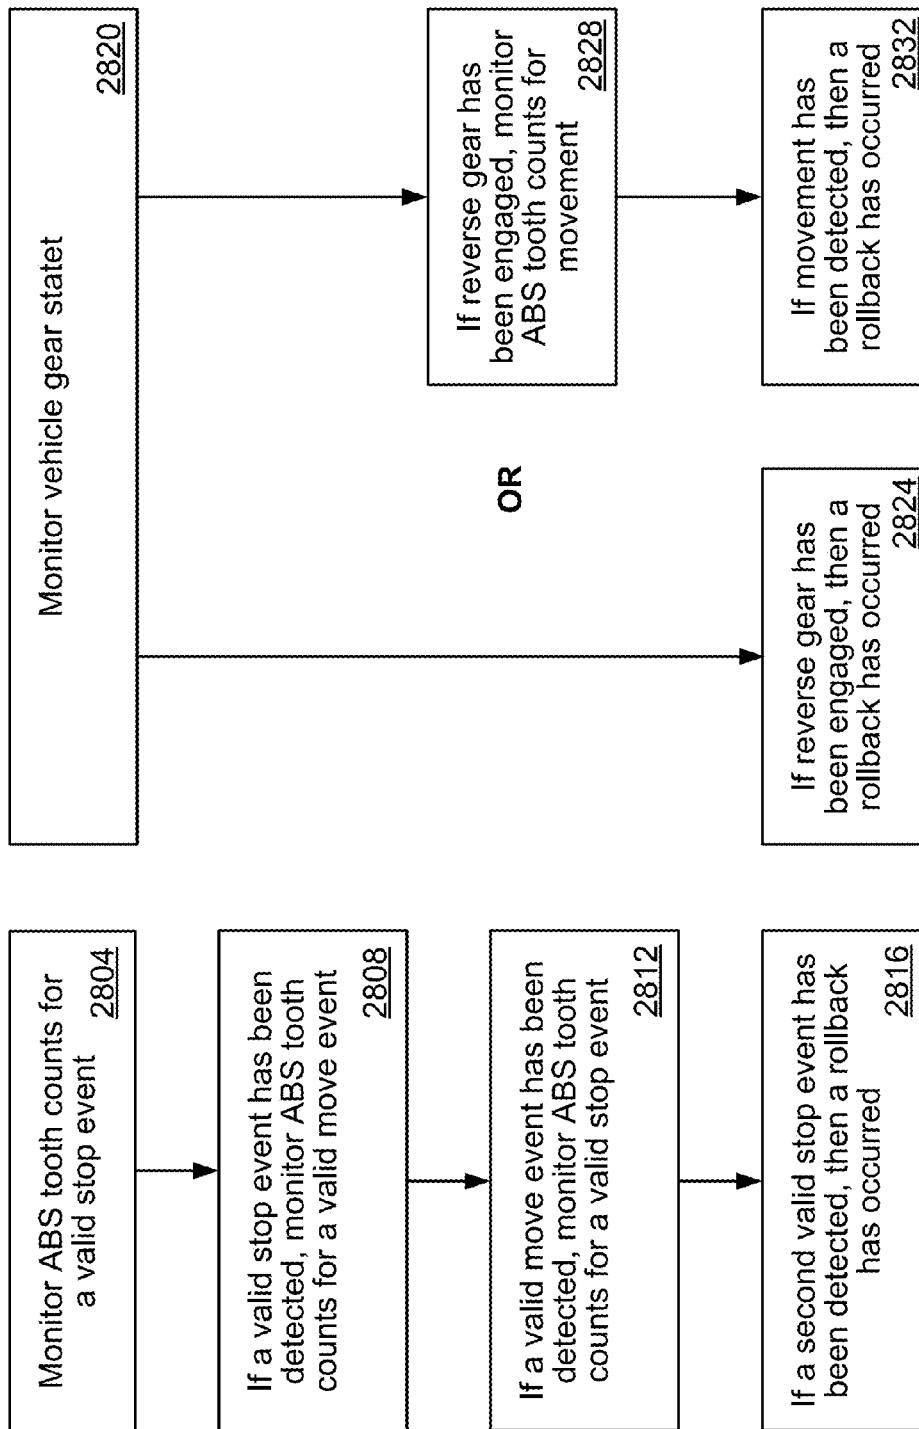 Monitor ABS tooth counts for
a valid stop event
2804
If a valid stop event has been
detected, monitor ABS tooth
counts for a valid move event
2808
If a valid move event has been
detected, monitor ABS tooth
counts for a valid stop event
2812
If a second valid stop event has
been detected, then a rollback
has occurred
2816
Monitor vehicle gear statet
2820
If reverse gear has
been engaged, then a
rollback has occurred
2824
OR
If reverse gear has
been engaged, monitor
ABS tooth counts for
movement
2828
If movement has
been detected, then a
rollback has occurred
2832